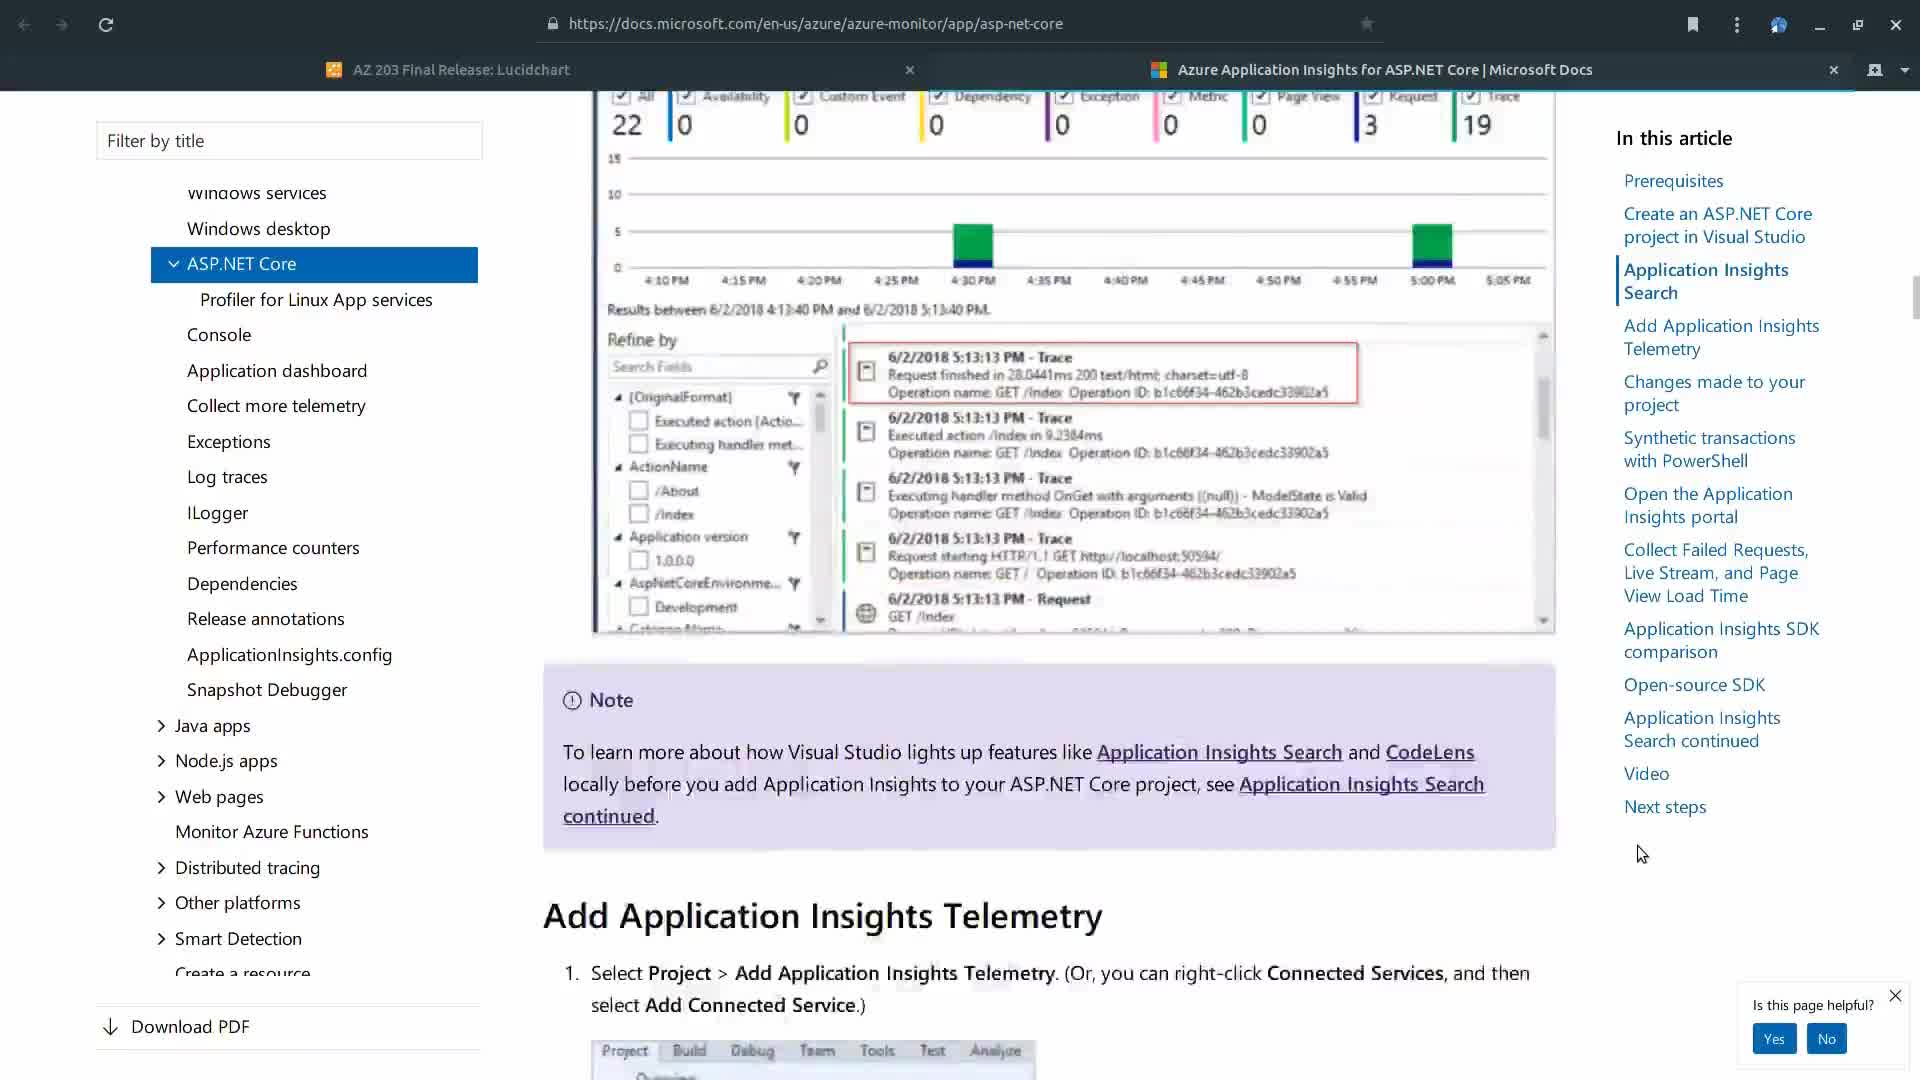 https://docs.microsoft.com/en-us/azure/azure-monitor/app/asp-net-core
AZ 203 Final Release: Lucidchart
Azure Application Insights for ASP.NET Core | Microsoft Docs
Filter by title
Windows services
Windows desktop
ASP.NET Core
Profiler for Linux App services
Console
Application dashboard
Collect more telemetry
Exceptions
Log traces
ILogger
Performance counters
Dependencies
Release annotations
ApplicationInsights.config
Snapshot Debugger
Java apps
Node.js apps
Web pages
Monitor Azure Functions
Distributed tracing
Other platforms
Smart Detection
Create a resource
Download PDF
All Availability Custom Event Dependency Exception Metric Page View Request Trace
22 0 0 0 0 0 0 3 19
15
10
5
0
4:10 PM 4:15 PM 4:20 PM 4:25 PM 4:30 PM 4:35 PM 4:40 PM 4:45 PM 4:50 PM 4:55 PM 5:00 PM 5:05 PM
Results between 6/2/2018 4:13:40 PM and 6/2/2018 5:13:40 PM.
Refine by
Search Fields
{OriginalFormat}
Executed action {Actio...
Executing handler met...
ActionName
/About
/Index
Application version
1.0.0.0
AspNetCoreEnvironme...
Development
6/2/2018 5:13:13 PM - Trace
Request finished in 28.0441ms 200 text/html; charset=utf-8
Operation name: GET /Index Operation ID: b1c66f34-462b3cedc33902a5
6/2/2018 5:13:13 PM - Trace
Executed action /Index in 9.2384ms
Operation name: GET /Index Operation ID: b1c66f34-462b3cedc33902a5
6/2/2018 5:13:13 PM - Trace
Executing handler method OnGet with arguments ((null)) - ModelState is Valid
Operation name: GET /Index Operation ID: b1c66f34-462b3cedc33902a5
6/2/2018 5:13:13 PM - Trace
Request starting HTTP/1.1 GET http://localhost:50594/
Operation name: GET / Operation ID: b1c66f34-462b3cedc33902a5
6/2/2018 5:13:13 PM - Request
GET /Index
Note
To learn more about how Visual Studio lights up features like Application Insights Search and CodeLens
locally before you add Application Insights to your ASP.NET Core project, see Application Insights Search
continued.
Add Application Insights Telemetry
1. Select Project > Add Application Insights Telemetry. (Or, you can right-click Connected Services, and then
select Add Connected Service.)
Project Build Debug Team Tools Test Analyze
In this article
Prerequisites
Create an ASP.NET Core
project in Visual Studio
Application Insights
Search
Add Application Insights
Telemetry
Changes made to your
project
Synthetic transactions
with PowerShell
Open the Application
Insights portal
Collect Failed Requests,
Live Stream, and Page
View Load Time
Application Insights SDK
comparison
Open-source SDK
Application Insights
Search continued
Video
Next steps
Is this page helpful?
Yes No